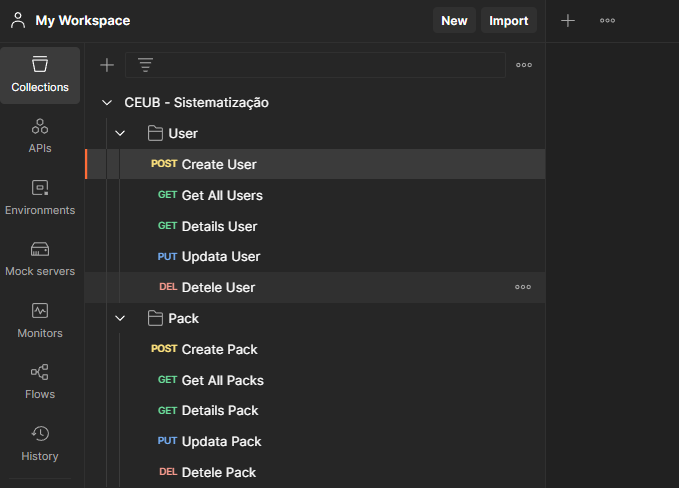 My Workspace
New
Import
Collections
APIs
Environments
Mock servers
Monitors
Flows
History
CEUB - Sistematização
User
POST Create User
GET Get All Users
GET Details User
PUT Updata User
DEL Detele User
Pack
POST Create Pack
GET Get All Packs
GET Details Pack
PUT Updata Pack
DEL Detele Pack